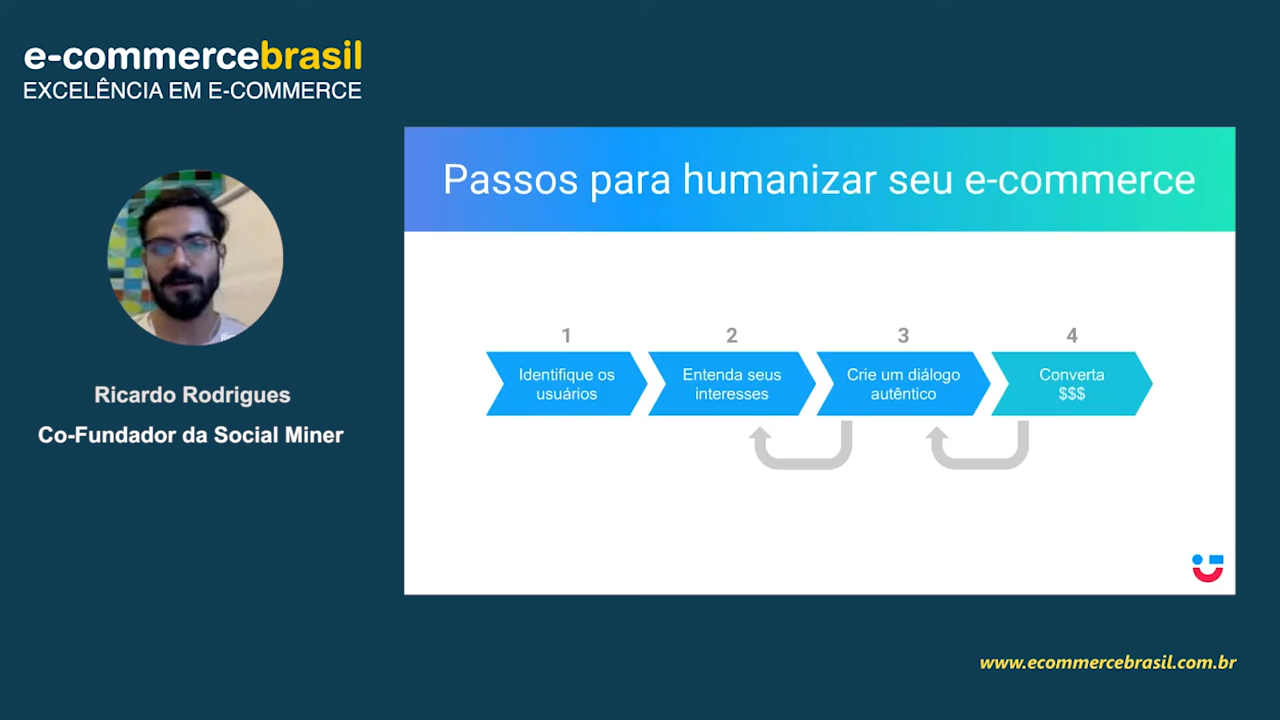 e-commercebrasil
EXCELÊNCIA EM E-COMMERCE
Ricardo Rodrigues
Co-Fundador da Social Miner
Passos para humanizar seu e-commerce
1
Identifique os
usuários
2
Entenda seus
interesses
3
Crie um diálogo
autêntico
4
Converta
$$$
www.ecommercebrasil.com.br